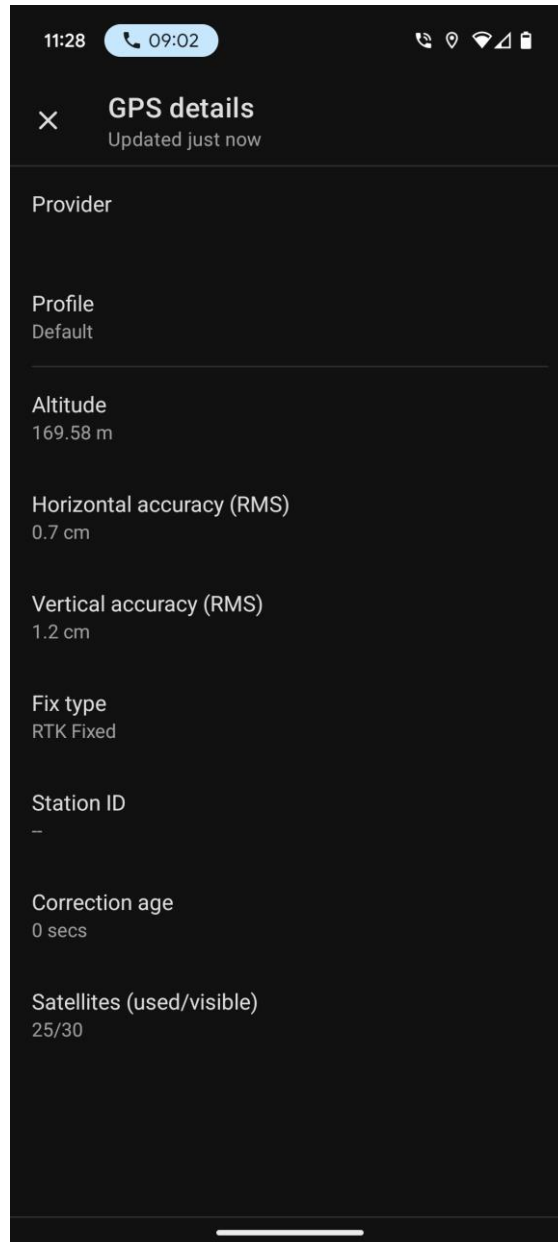 11:28 09:02
GPS details
Updated just now
Provider
Profile
Default
Altitude
169.58 m
Horizontal accuracy (RMS)
0.7 cm
Vertical accuracy (RMS)
1.2 cm
Fix type
RTK Fixed
Station ID
--
Correction age
0 secs
Satellites (used/visible)
25/30